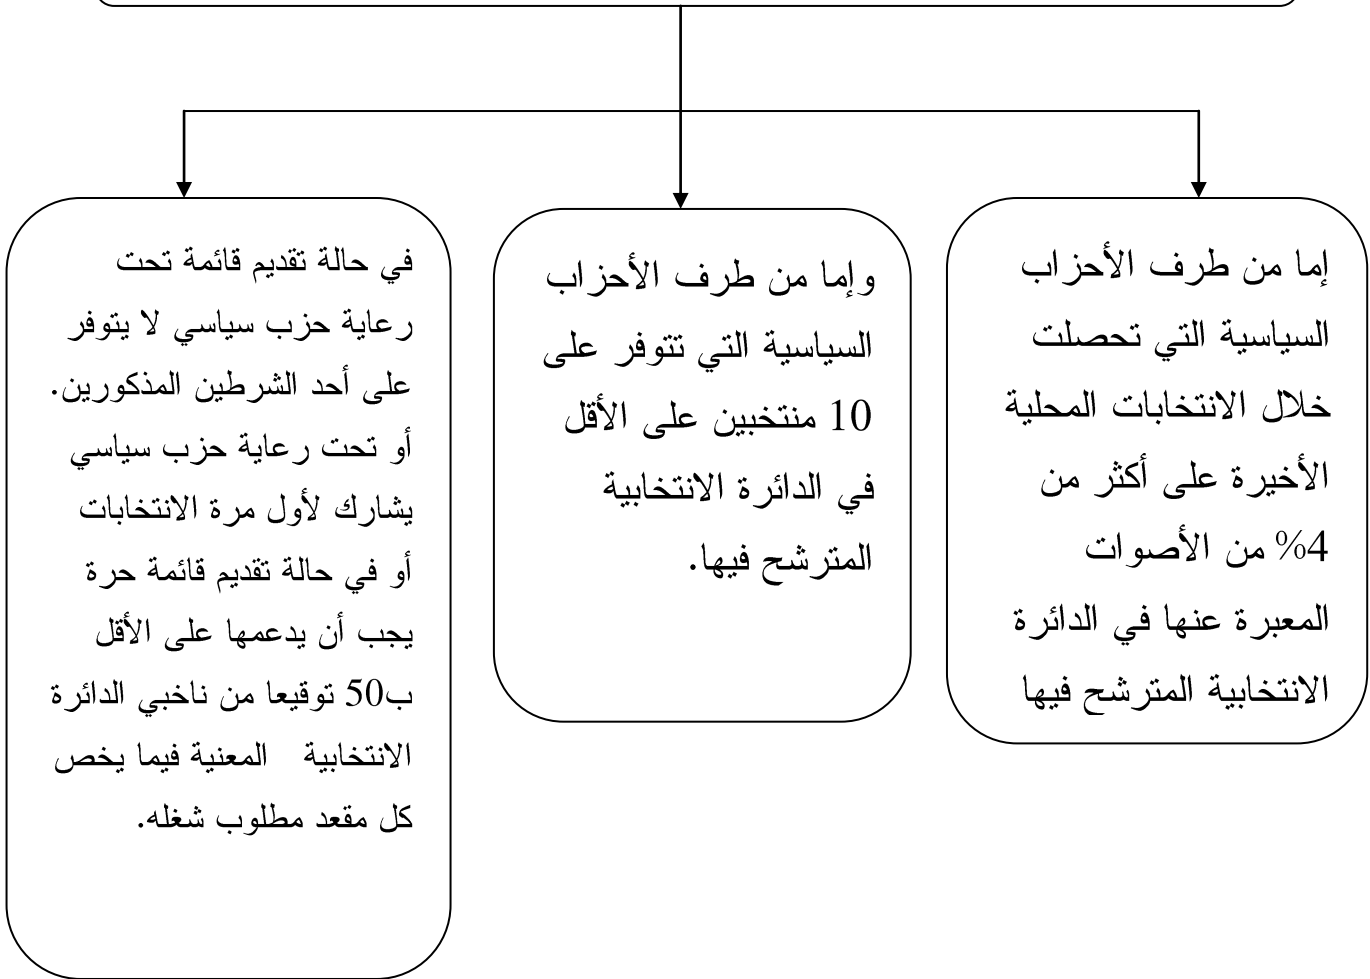 إما من طرف الأحزاب
السياسية التي تحصلت
خلال الانتخابات المحلية
الأخيرة على أكثر من
4% من الأصوات
المعبرة عنها في الدائرة
الانتخابية المترشح فيها
وإما من طرف الأحزاب
السياسية التي تتوفر على
10 منتخبين على الأقل
في الدائرة الانتخابية
المترشح فيها.
في حالة تقديم قائمة تحت
رعاية حزب سياسي لا يتوفر
على أحد الشرطين المذكورين.
أو تحت رعاية حزب سياسي
يشارك لأول مرة الانتخابات
أو في حالة تقديم قائمة حرة
يجب أن يدعمها على الأقل
ب50 توقيعا من ناخبي الدائرة
الانتخابية المعنية فيما يخص
كل مقعد مطلوب شغله.